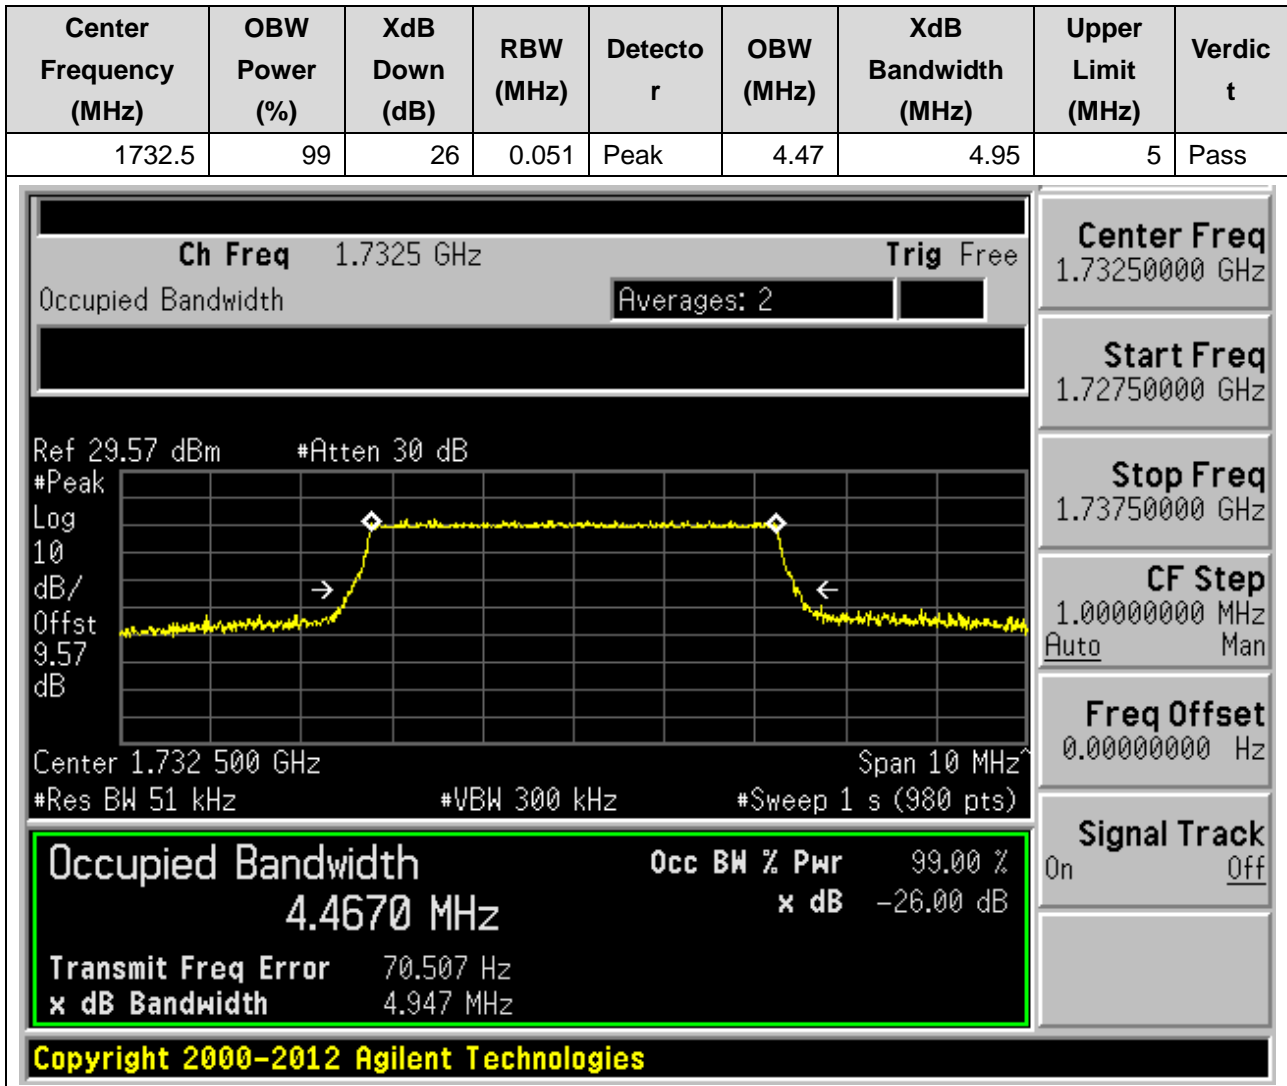 Center Frequency (MHz) OBW Power (%) XdB Down (dB) RBW (MHz) Detecto r OBW (MHz) XdB Bandwidth (MHz) Upper Limit (MHz) Verdic t
1732.5 99 26 0.051 Peak 4.47 4.95 5 Pass
Ch Freq 1.7325 GHz Trig Free
Occupied Bandwidth Averages: 2
Ref 29.57 dBm #Atten 30 dB
#Peak
Log
10
dB/
Offst
9.57
dB
Center 1.732 500 GHz Span 10 MHz^
#Res BW 51 kHz #VBW 300 kHz #Sweep 1 s (980 pts)
Occupied Bandwidth Occ BW % Pwr 99.00 %
4.4670 MHz x dB -26.00 dB
Transmit Freq Error 70.507 Hz
x dB Bandwidth 4.947 MHz
Center Freq
1.73250000 GHz
Start Freq
1.72750000 GHz
Stop Freq
1.73750000 GHz
CF Step
1.00000000 MHz
Auto Man
Freq Offset
0.00000000 Hz
Signal Track
On Off
Copyright 2000-2012 Agilent Technologies